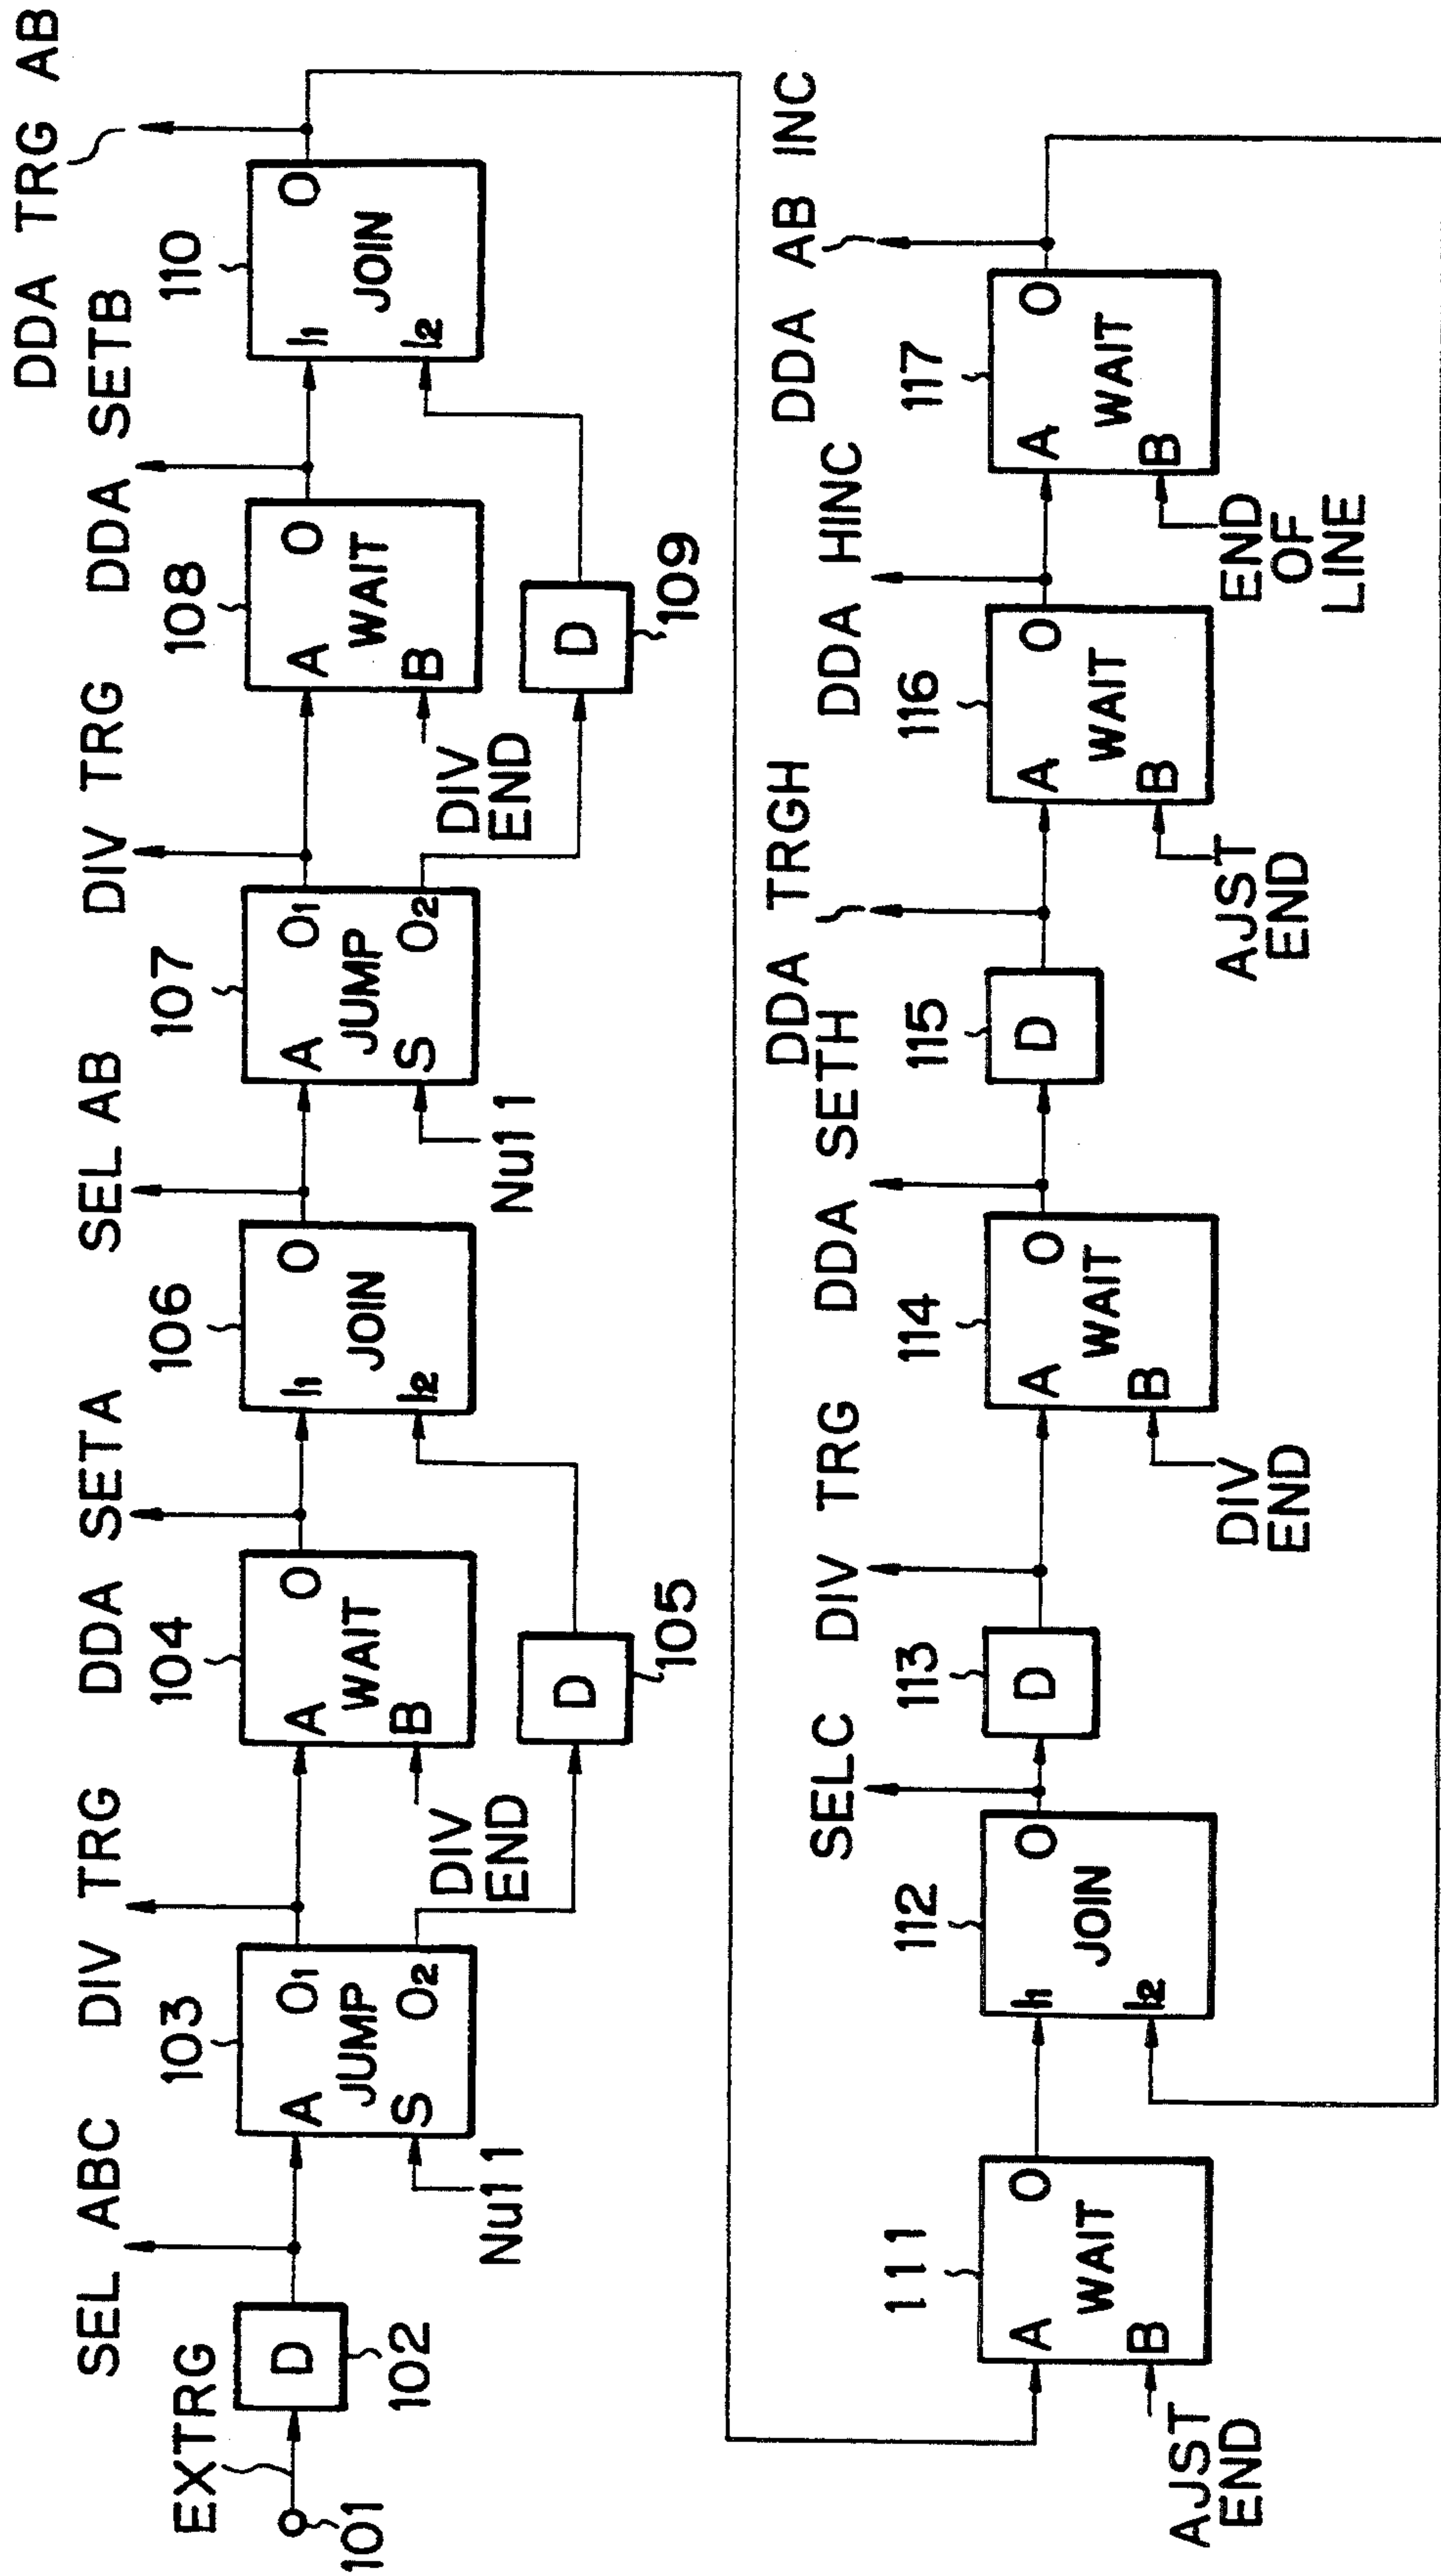 DDA TRG AB
SEL ABC
DIV TRG
DDA SETA
SEL AB
DIV TRG
DDA SETB
EXTRG
103
104
106
107
108
110
101
D
102
A O1
JUMP
S O2
A O
WAIT
B
I1 O
JOIN
I2
A O1
JUMP
S O2
A O
WAIT
B
I1 O
JOIN
I2
Nu11
DIV
END
D
105
Nu11
DIV
END
D
109
DDA TRGH
DDA AB INC
SELC
DIV TRG
DDA SETH
DDA HINC
111
112
113
114
115
116
117
A O
WAIT
B
I1 O
JOIN
I2
D
A O
WAIT
B
D
A O
WAIT
B
A O
WAIT
B
AJST
END
DIV
END
AJST
END
END
OF
LINE